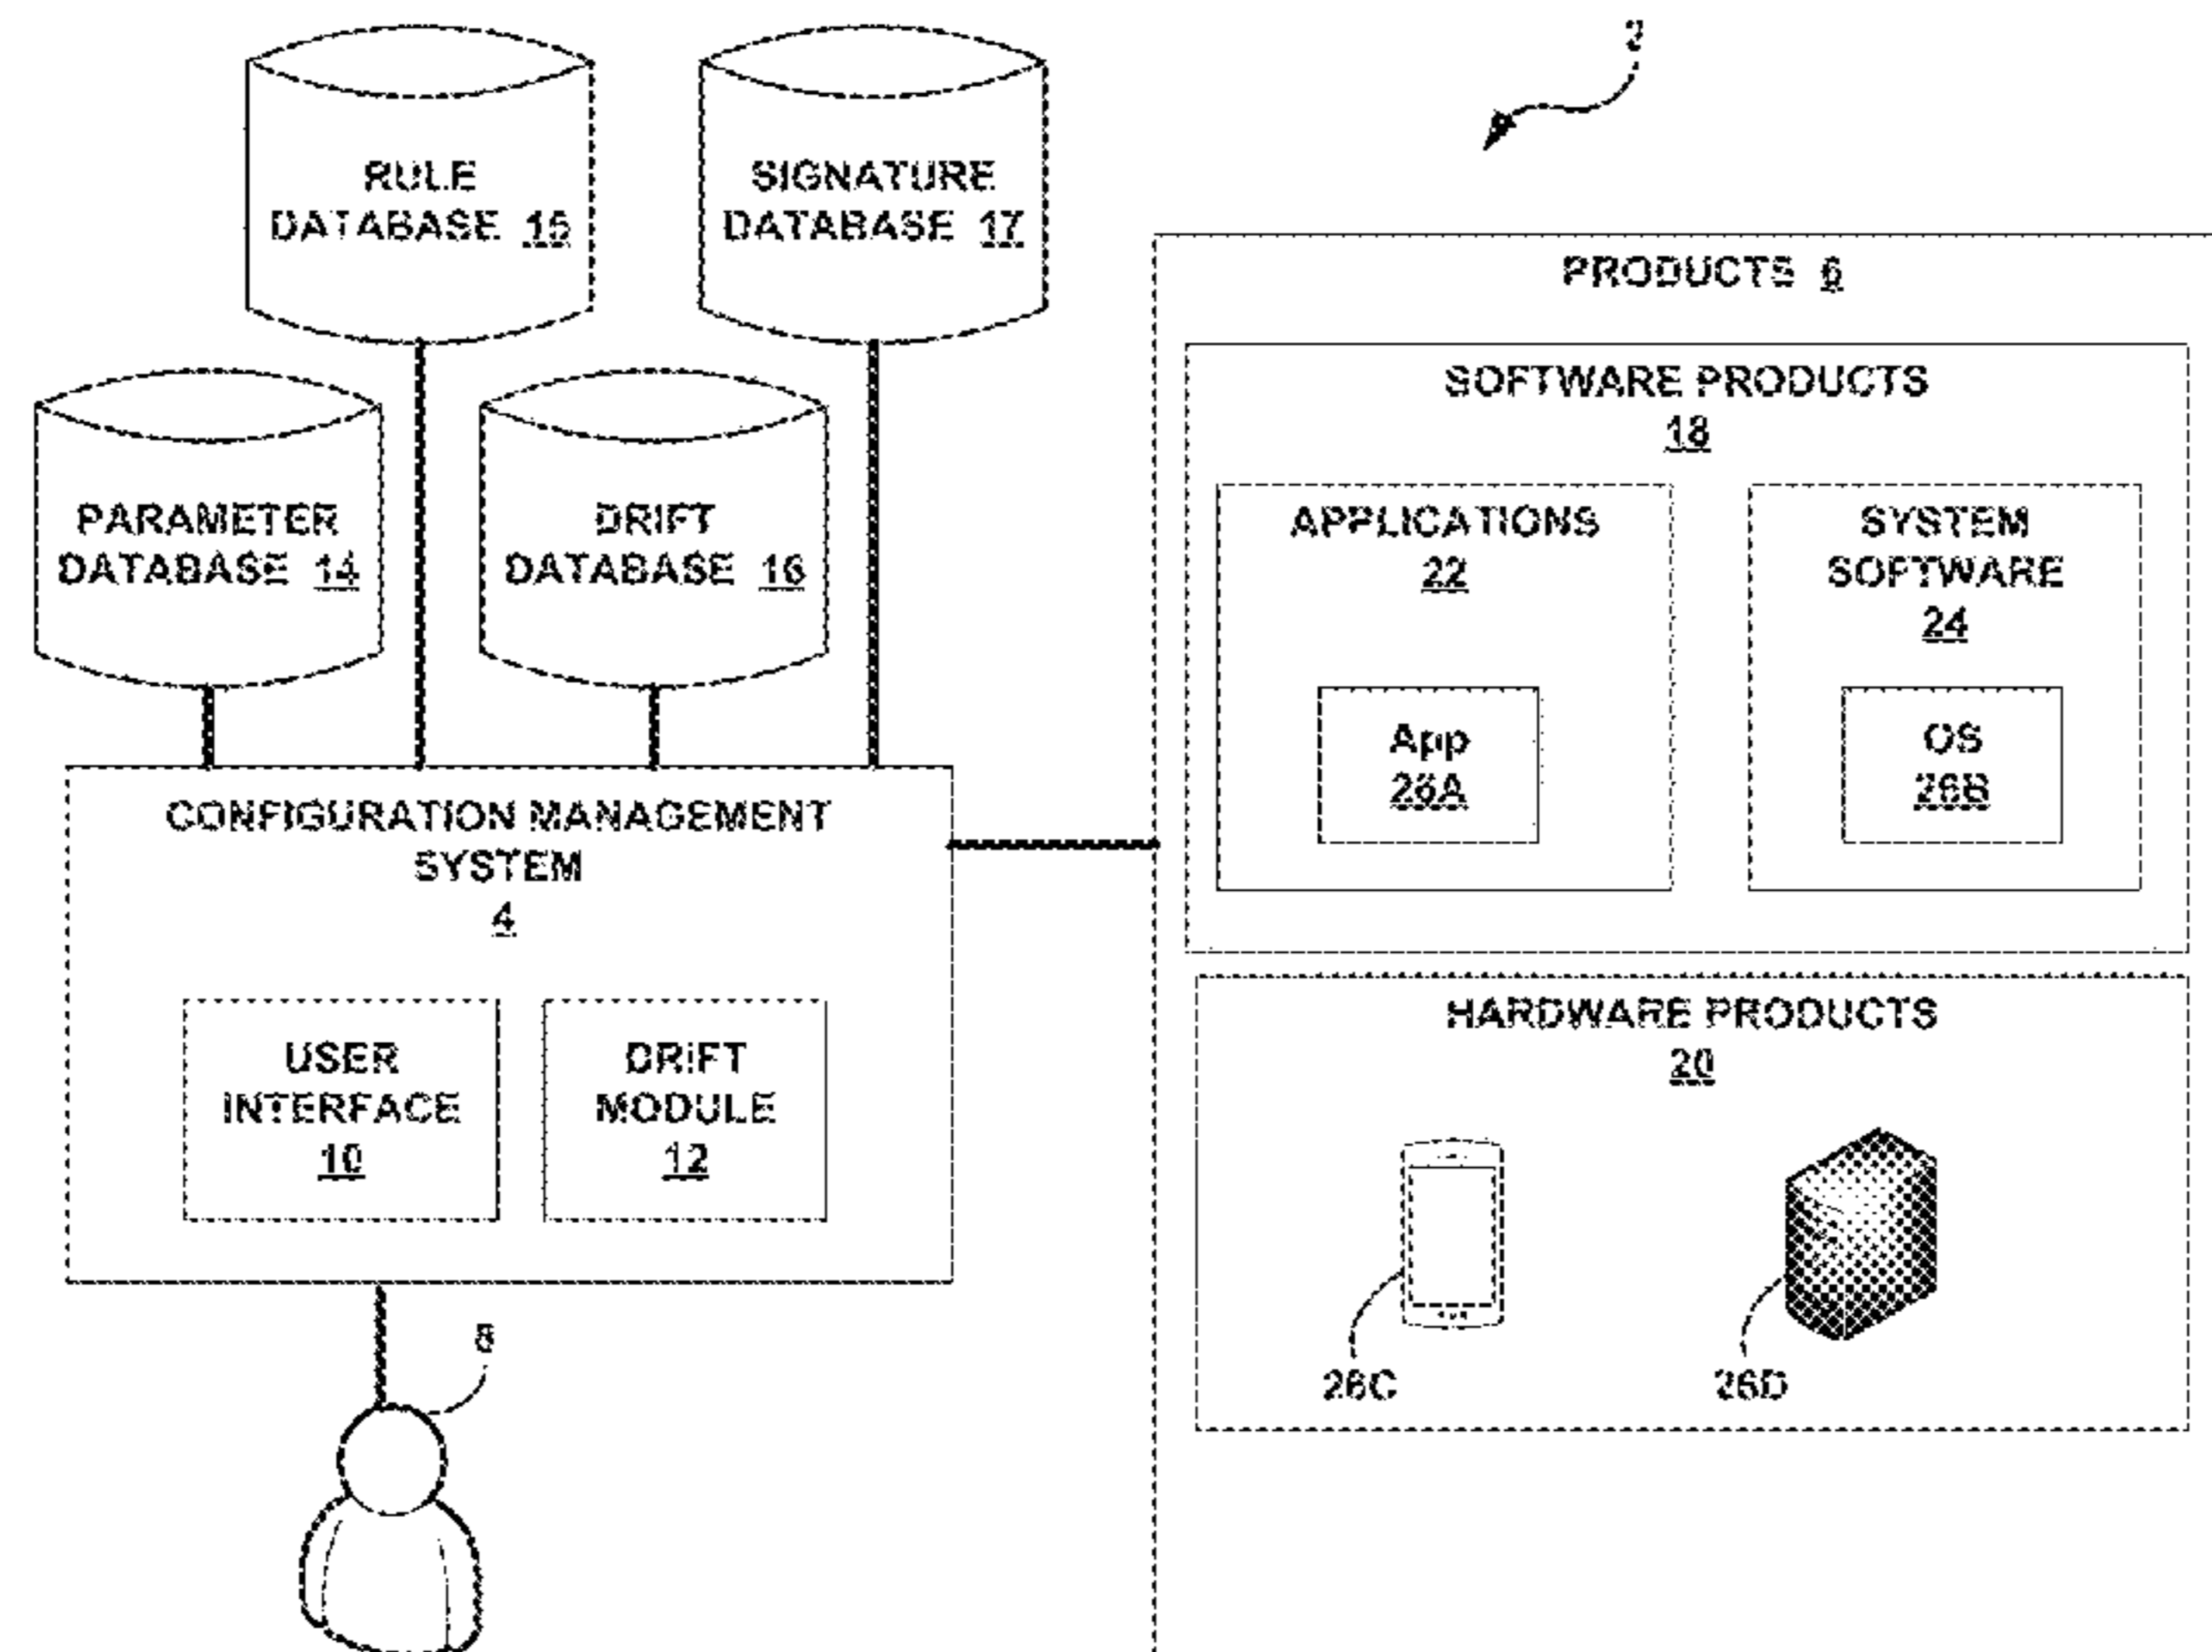 2
RULE
DATABASE 15
SIGNATURE
DATABASE 17
PARAMETER
DATABASE 14
DRIFT
DATABASE 16
CONFIGURATION MANAGEMENT
SYSTEM
4
USER
INTERFACE
10
DRIFT
MODULE
12
8
PRODUCTS 6
SOFTWARE PRODUCTS
18
APPLICATIONS
22
App
26A
SYSTEM
SOFTWARE
24
OS
26B
HARDWARE PRODUCTS
20
26C
26D